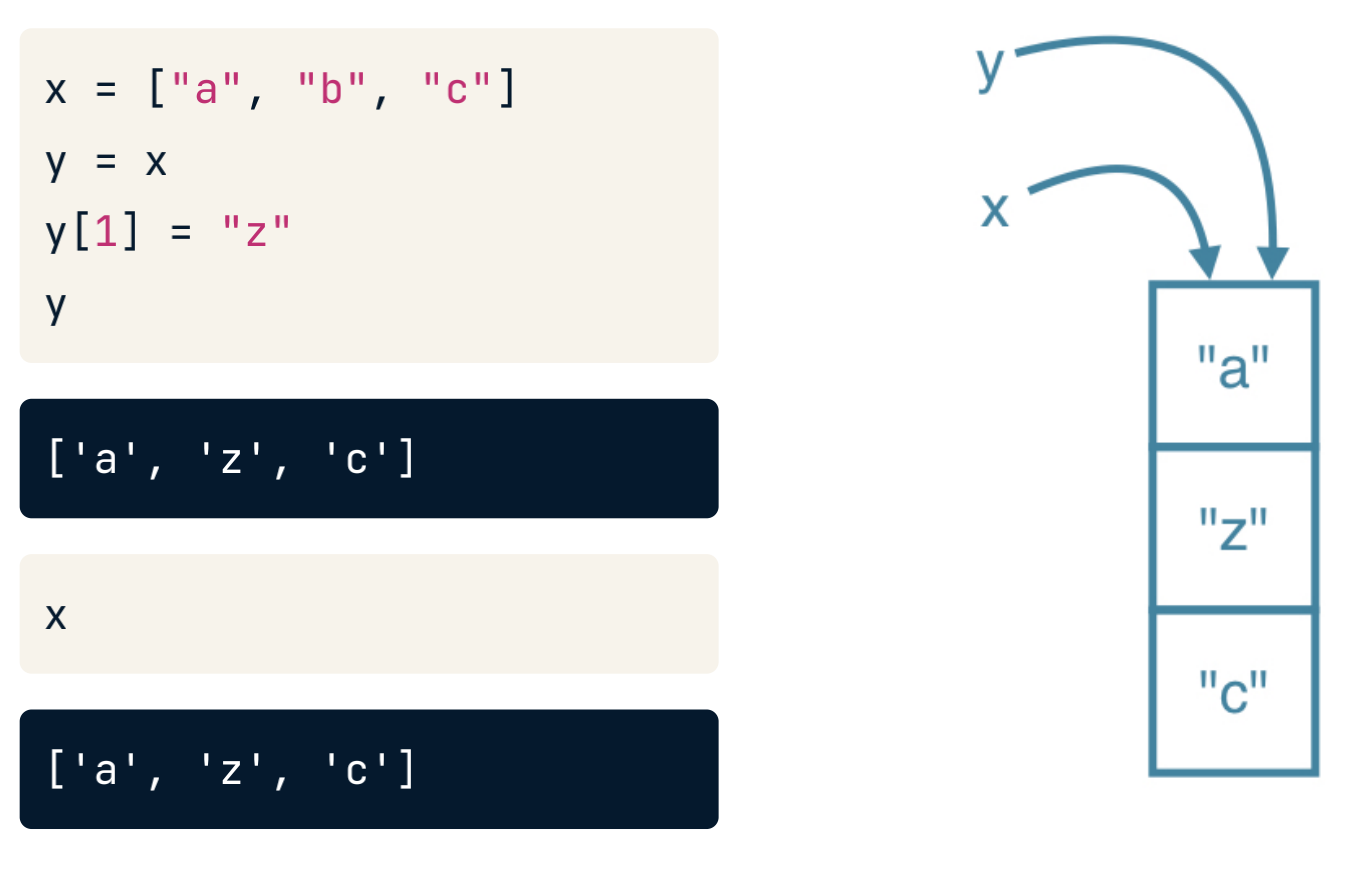 x = ["a", "b", "c"]
y = x
y[1] = "z"
y
['a', 'z', 'c']
x
['a', 'z', 'c']
y
x
"a"
"z"
"c"